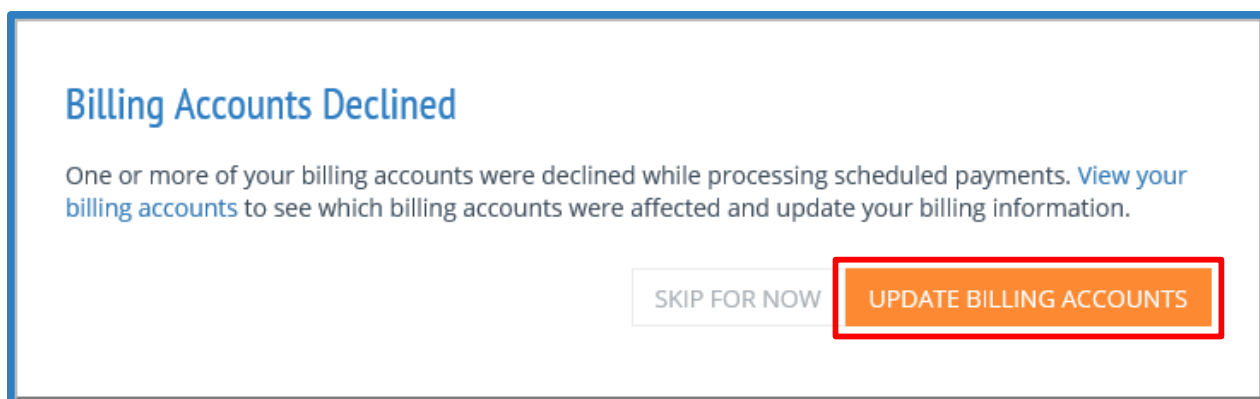 Billing Accounts Declined
One or more of your billing accounts were declined while processing scheduled payments. View your
billing accounts to see which billing accounts were affected and update your billing information.
SKIP FOR NOW UPDATE BILLING ACCOUNTS